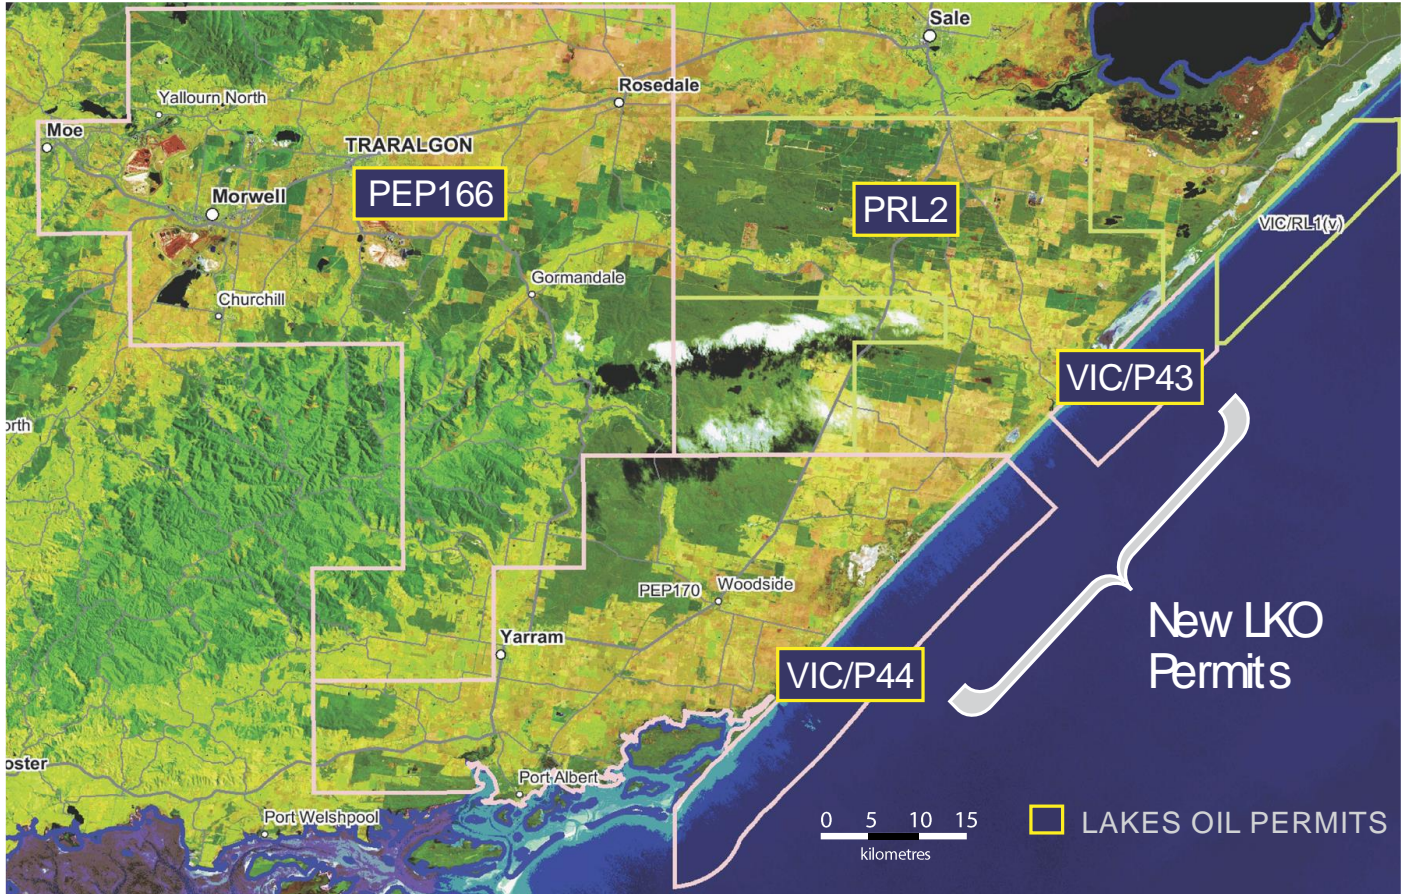 Sale
Rosedale
Yallourn North
Moe
TRARALGON
PEP166
Morwell
PRL2
VIC/RL1(v)
Gormandale
Churchill
VIC/P43
orth
New LKO
Permits
PEP170
Woodside
Yarram
VIC/P44
oster
Port Albert
Port Welshpool
0 5 10 15
kilometres
LAKES OIL PERMITS